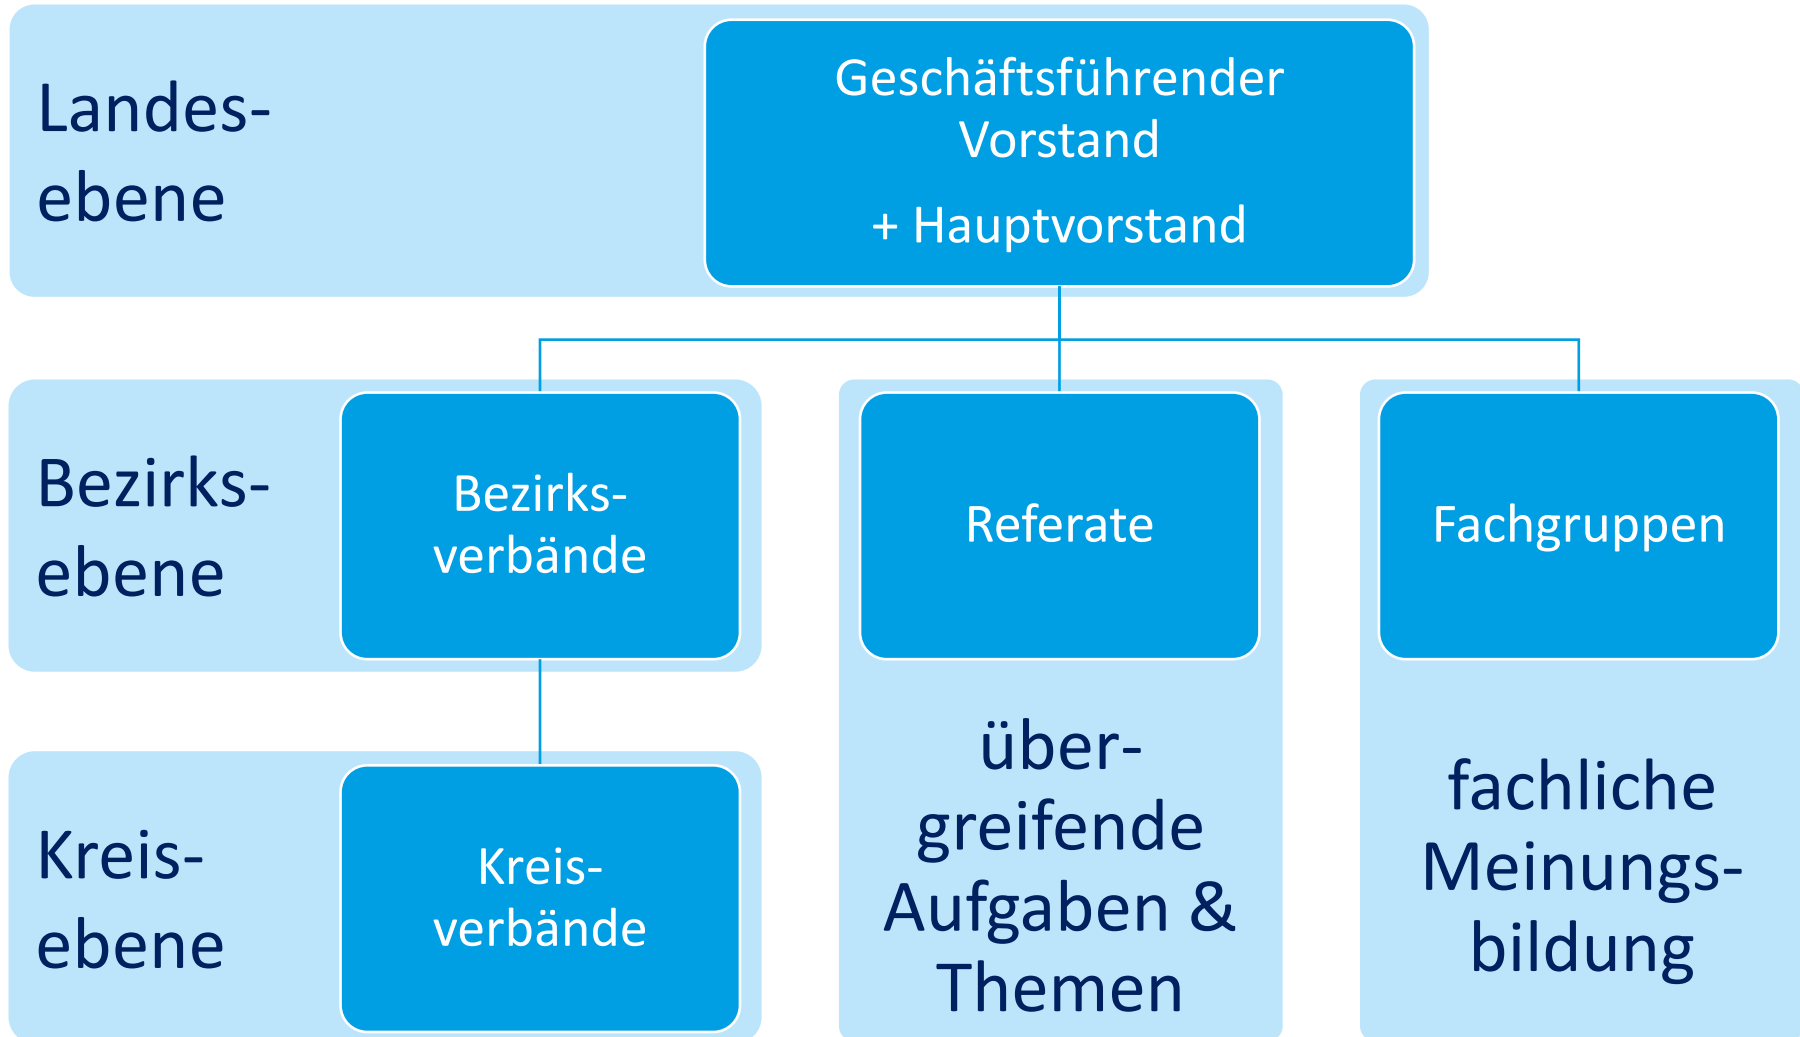 Landes-
ebene
Geschäftsführender
Vorstand
+ Hauptvorstand
Bezirks-
ebene
Bezirks-
verbände
Referate
Fachgruppen
Kreis-
ebene
Kreis-
verbände
über-
greifende
Aufgaben &
Themen
fachliche
Meinungs-
bildung